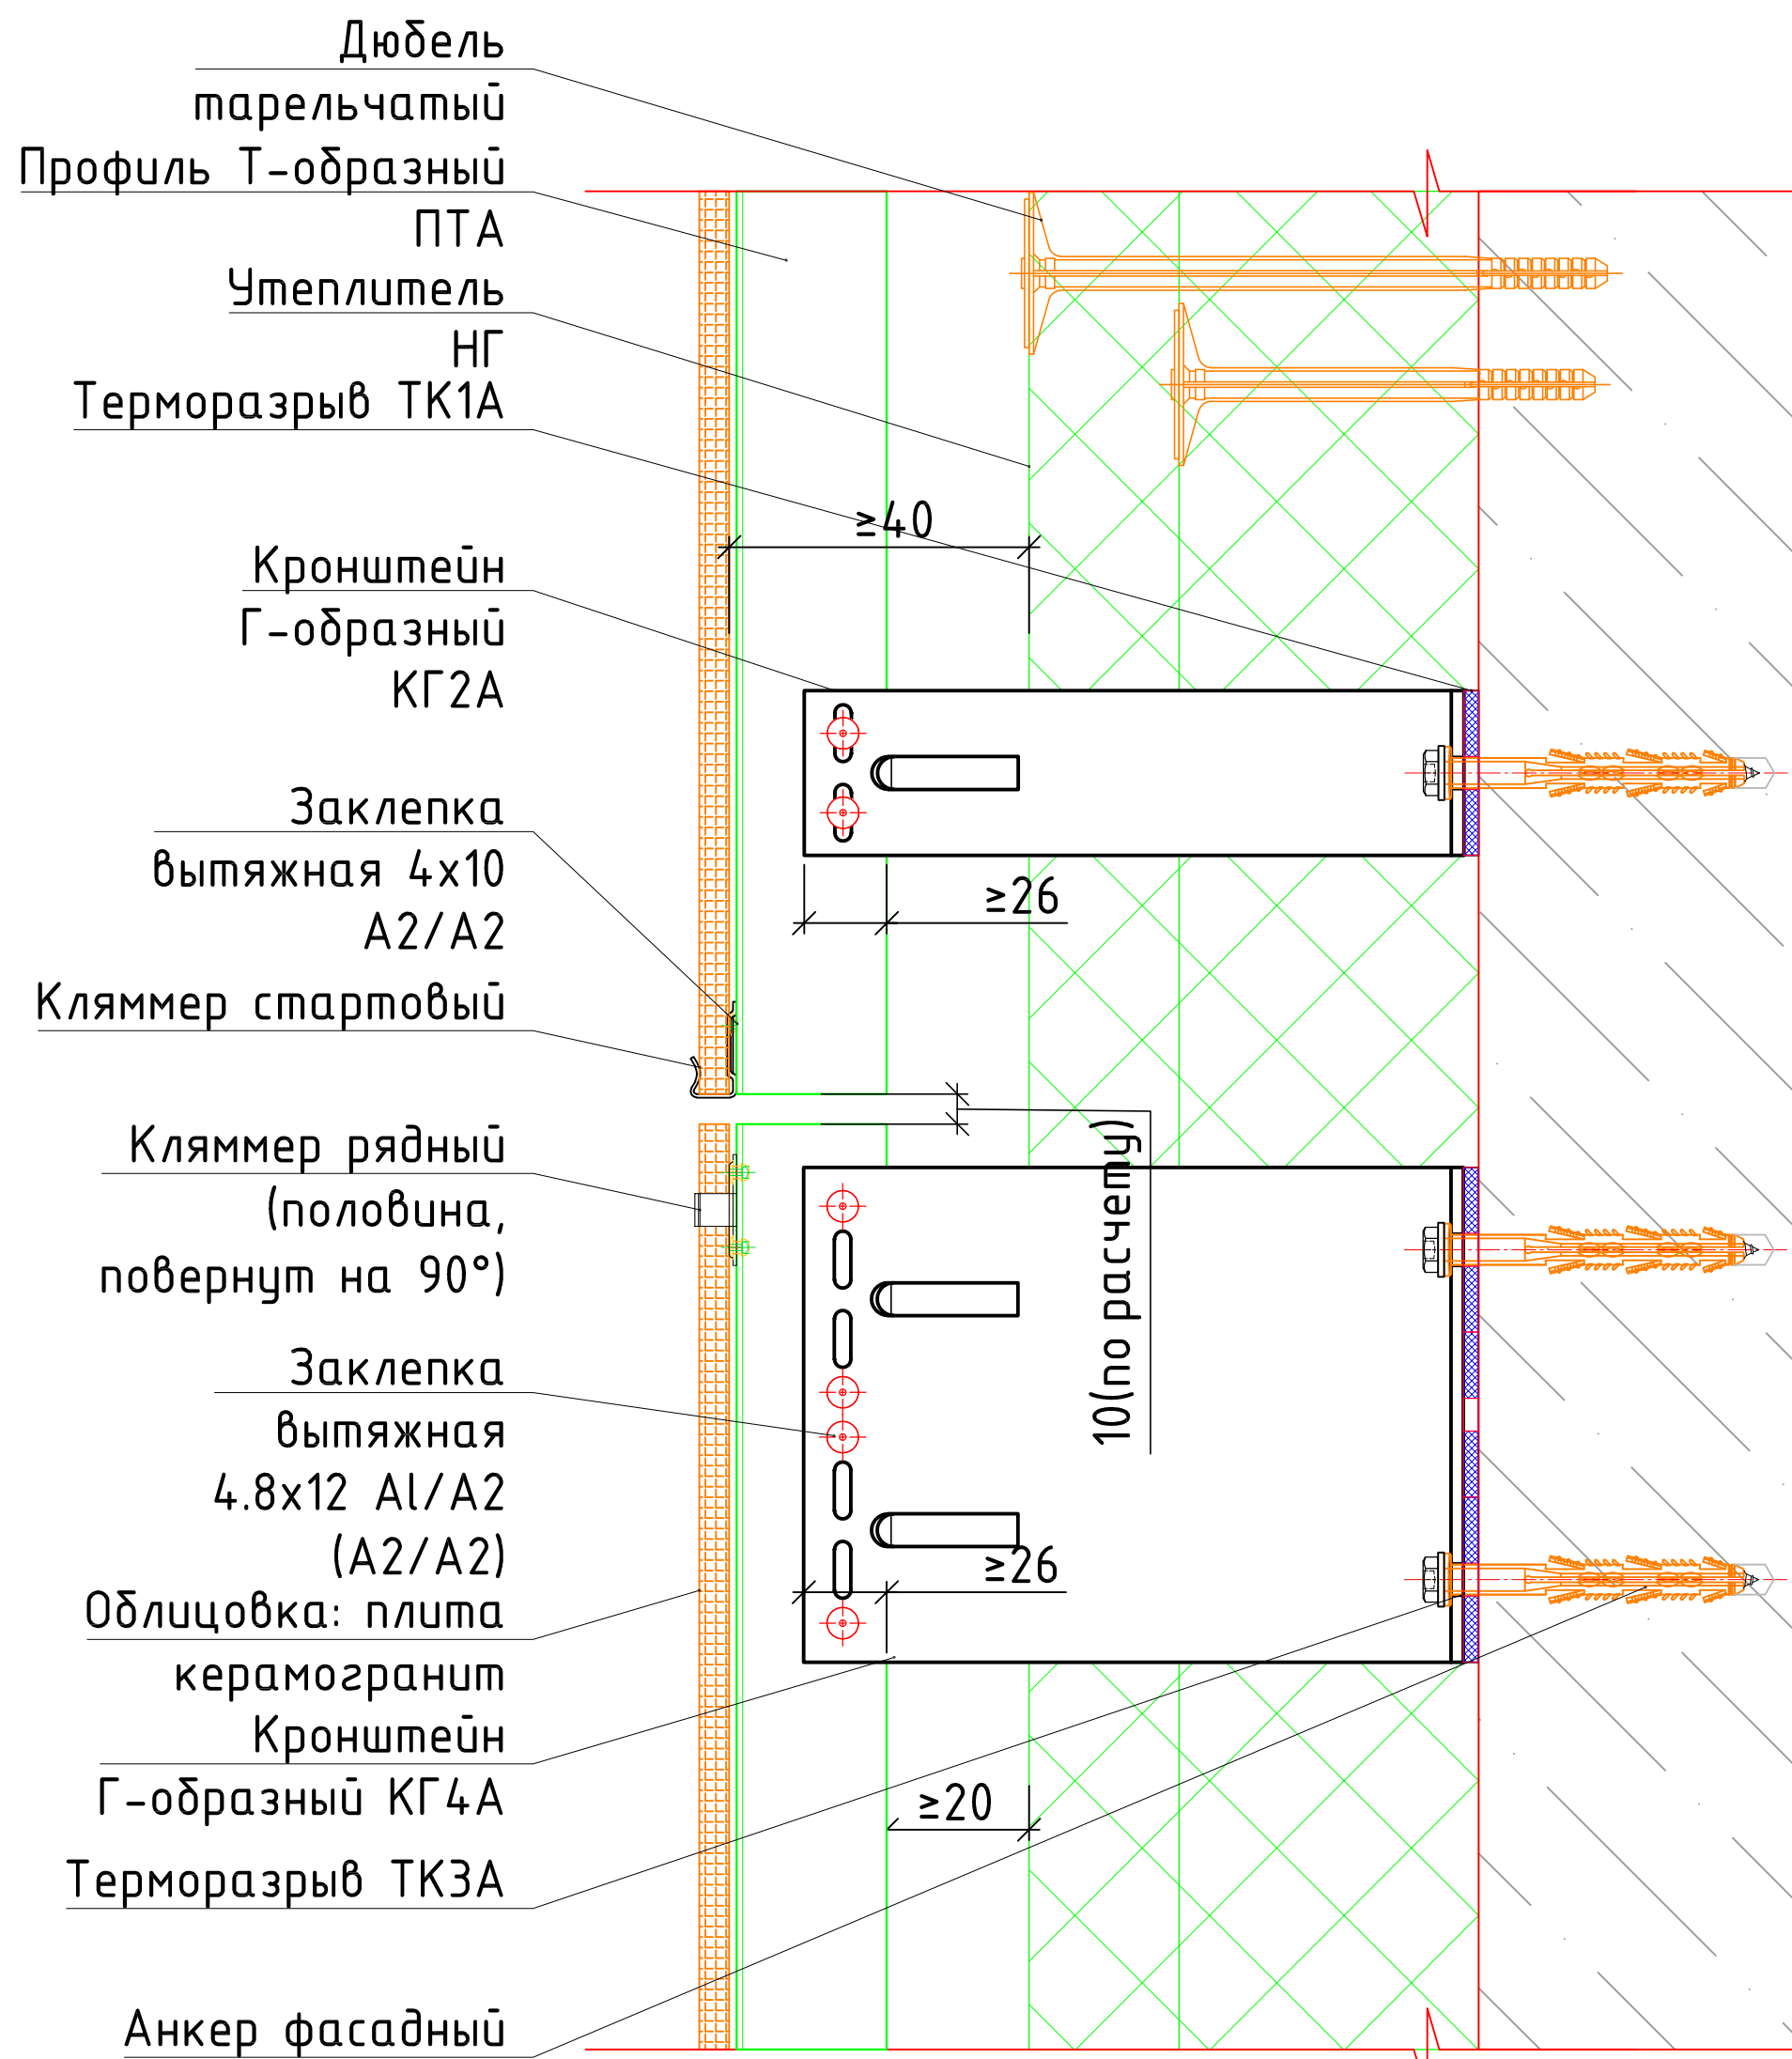 Дюбель
тарельчатый
Профиль Т-образный
ПТА
Утеплитель
НГ
Терморазрыв ТК1А
≥40
Кронштейн
Г-образный
КГ2А
Заклепка
вытяжная 4х10
А2/А2
≥26
Кляммер стартовый
Кляммер рядный
(половина,
повернут на 90°)
10(по расчету)
Заклепка
вытяжная
4.8х12 Al/А2
(А2/А2)
≥26
Облицовка: плита
керамогранит
Кронштейн
Г-образный КГ4А
≥20
Терморазрыв ТК3А
Анкер фасадный